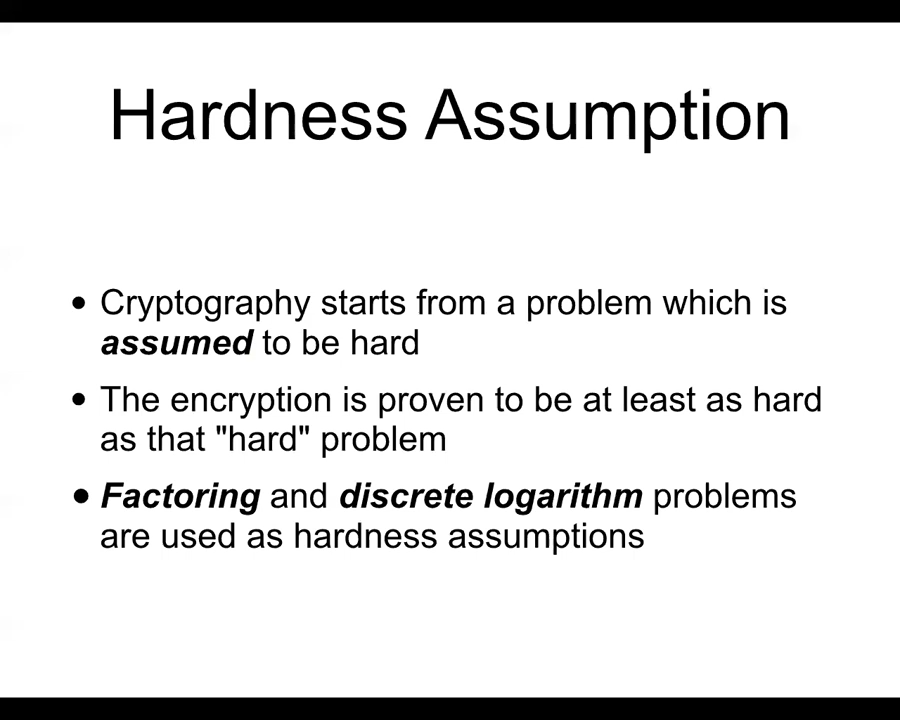 Hardness Assumption
• Cryptography starts from a problem which is
assumed to be hard
• The encryption is proven to be at least as hard
as that "hard" problem
• Factoring and discrete logarithm problems
are used as hardness assumptions